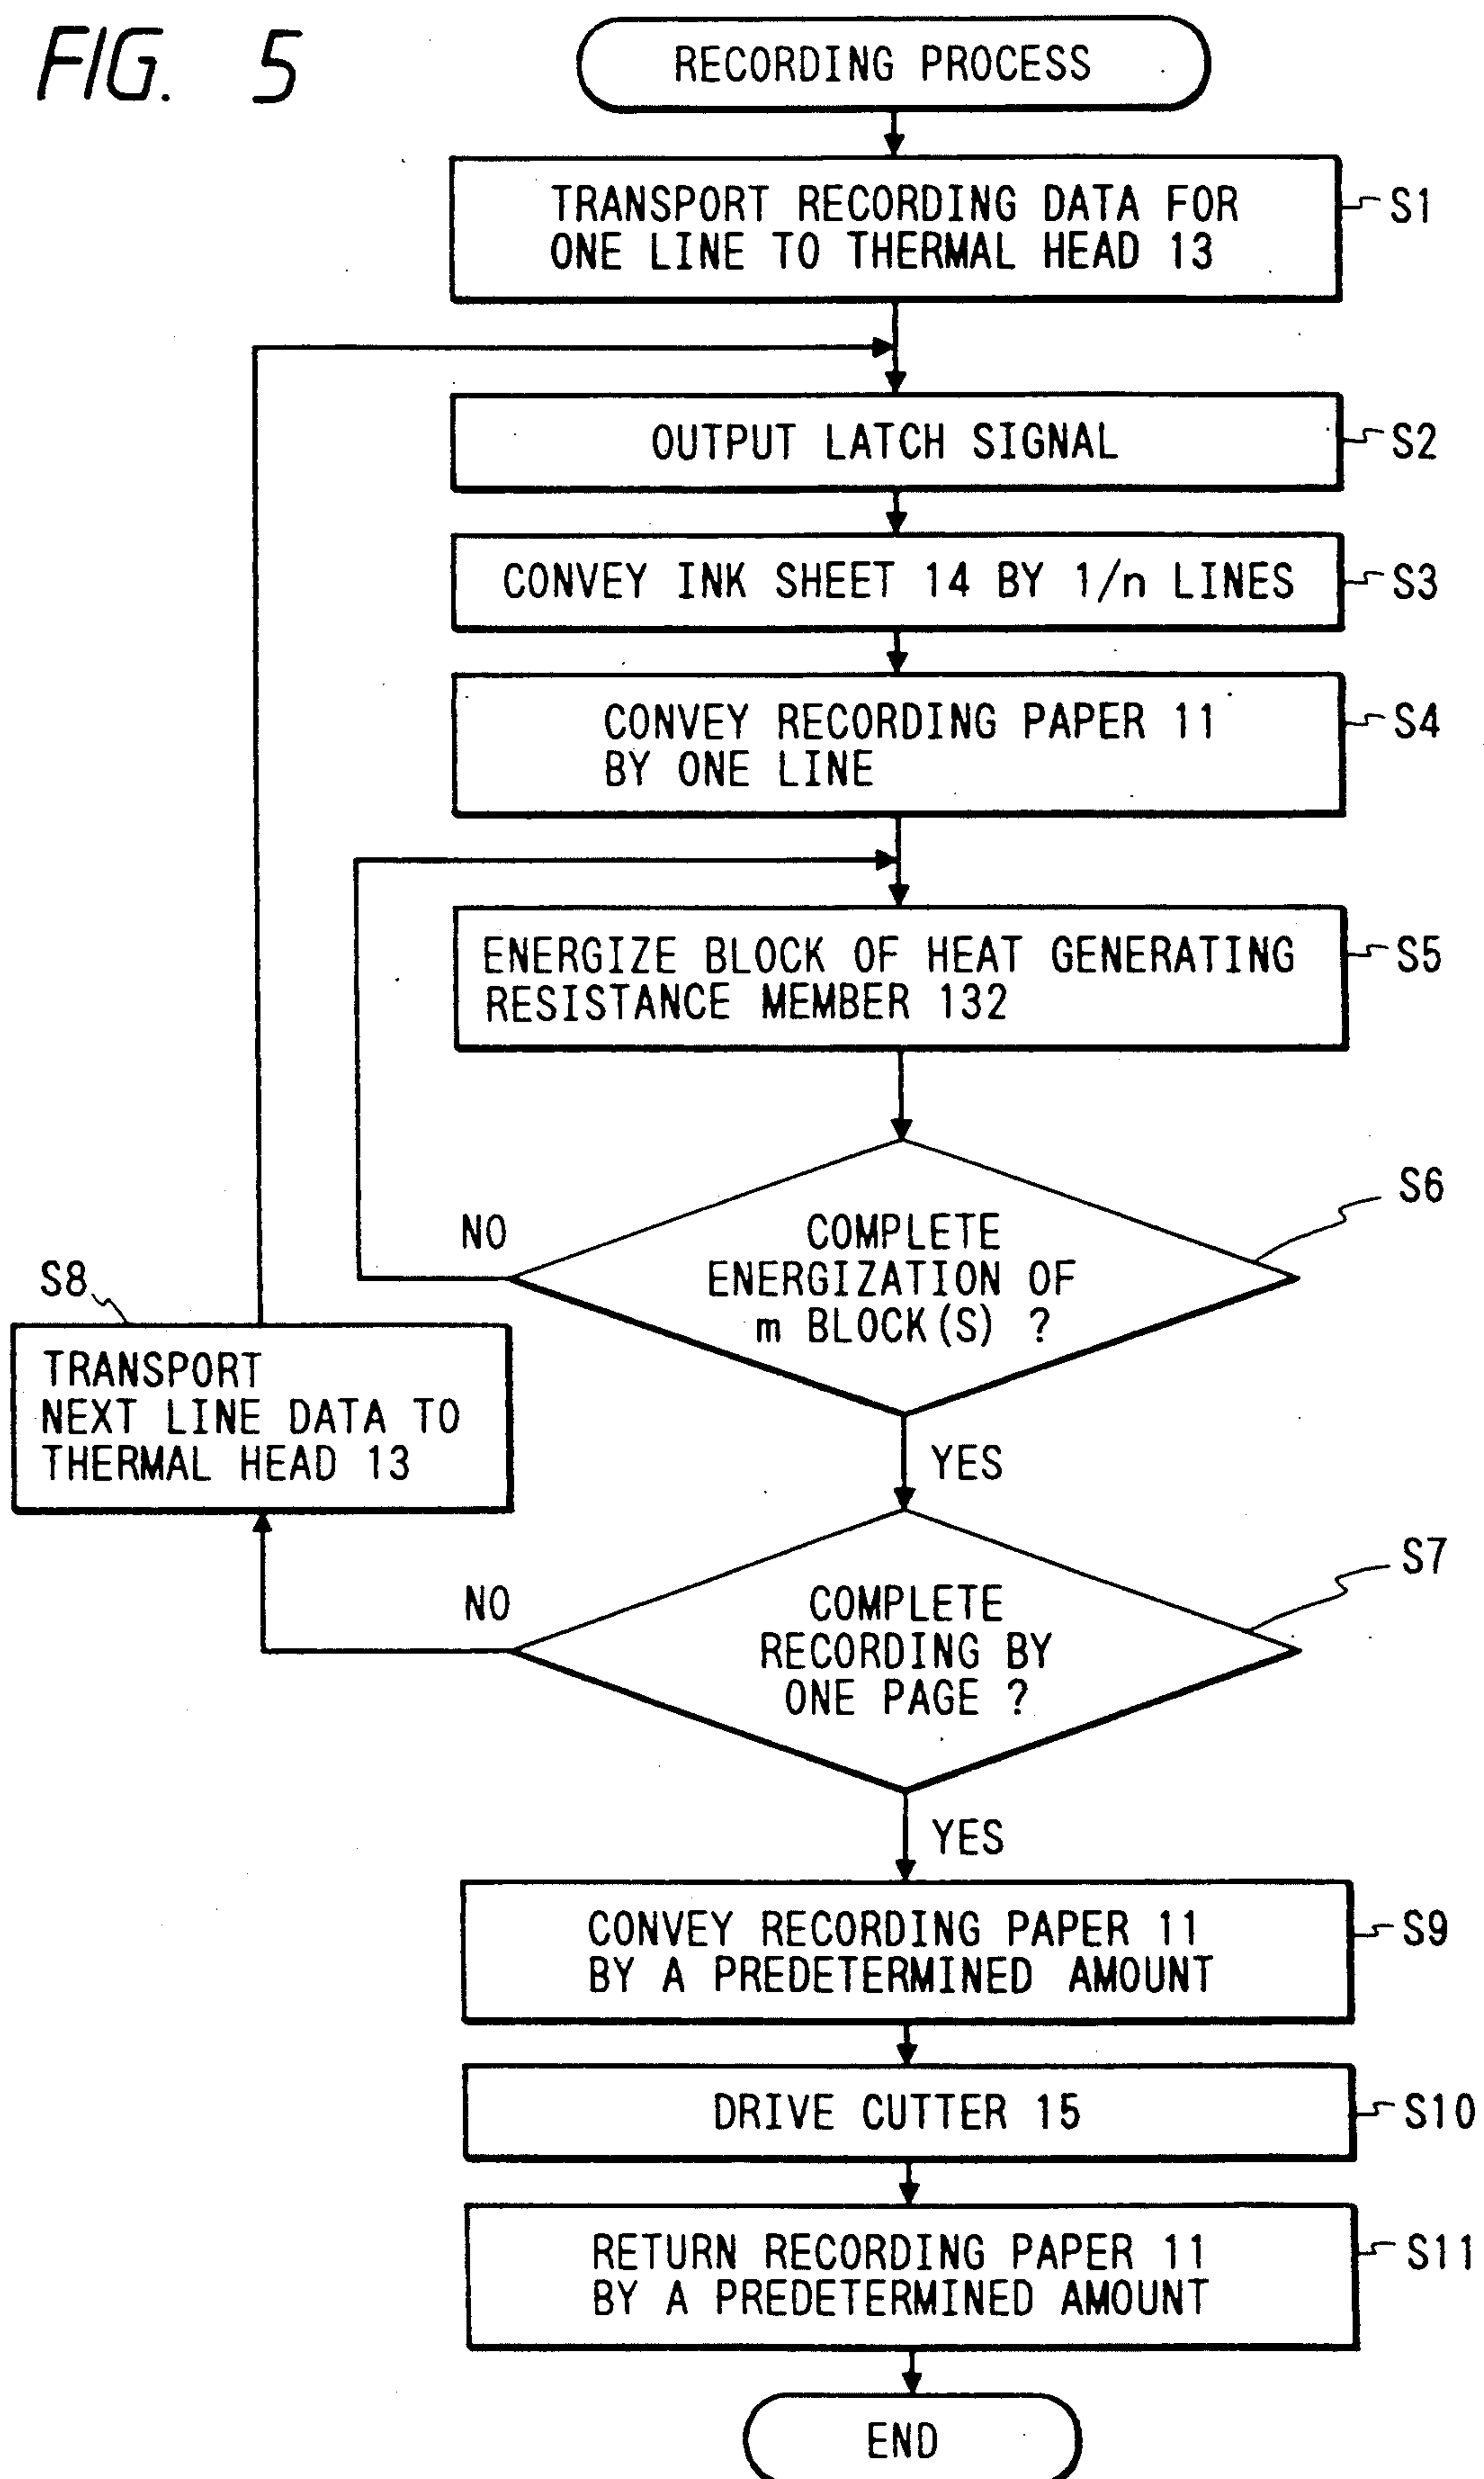 FIG. 5
RECORDING PROCESS
TRANSPORT RECORDING DATA FOR
ONE LINE TO THERMAL HEAD 13
S1
OUTPUT LATCH SIGNAL
S2
CONVEY INK SHEET 14 BY 1/n LINES
S3
CONVEY RECORDING PAPER 11
BY ONE LINE
S4
ENERGIZE BLOCK OF HEAT GENERATING
RESISTANCE MEMBER 132
S5
COMPLETE
ENERGIZATION OF
m BLOCK(S) ?
S6
NO
YES
S8
TRANSPORT
NEXT LINE DATA TO
THERMAL HEAD 13
COMPLETE
RECORDING BY
ONE PAGE ?
S7
NO
YES
CONVEY RECORDING PAPER 11
BY A PREDETERMINED AMOUNT
S9
DRIVE CUTTER 15
S10
RETURN RECORDING PAPER 11
BY A PREDETERMINED AMOUNT
S11
END